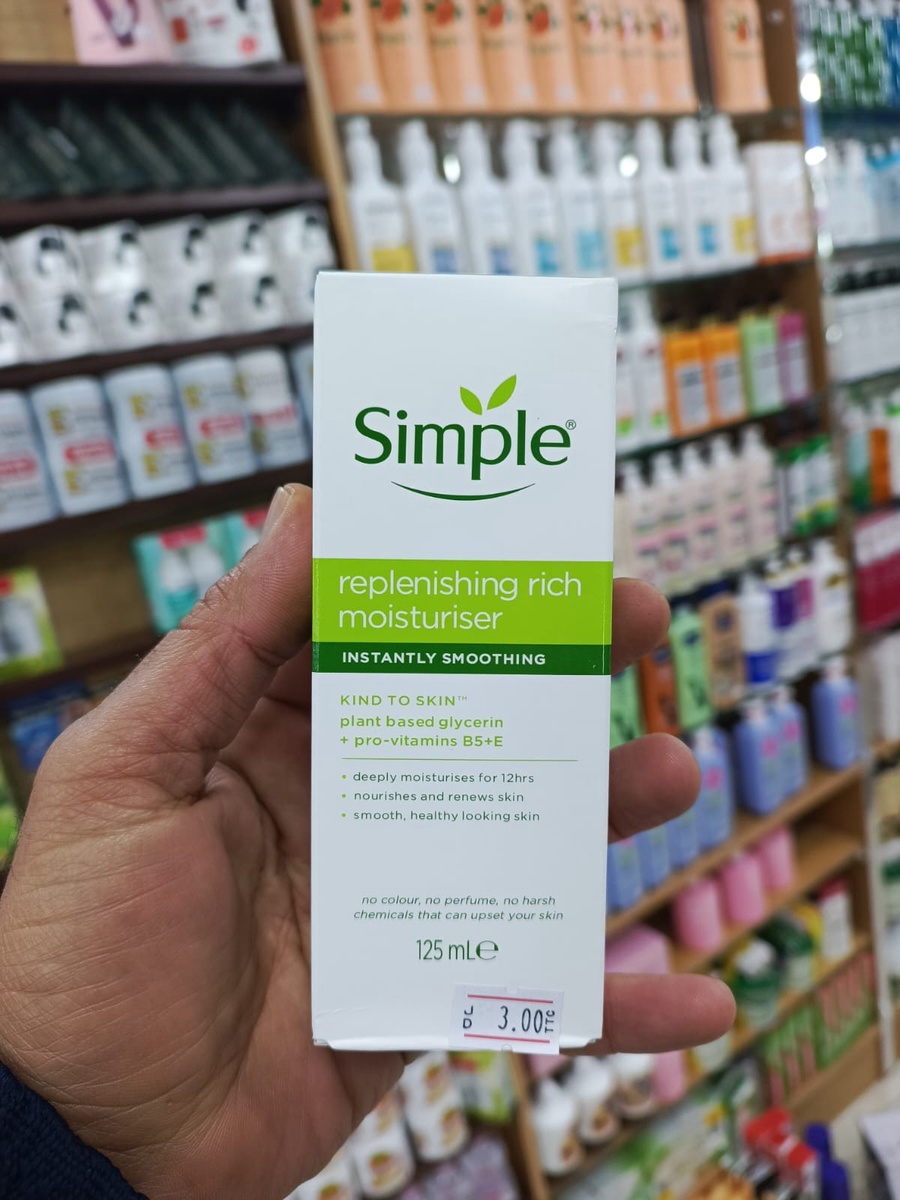 Simple®
replenishing rich
moisturiser
INSTANTLY SMOOTHING
KIND TO SKIN™
plant based glycerin
+ pro-vitamins B5+E
• deeply moisturises for 12hrs
• nourishes and renews skin
• smooth, healthy looking skin
no colour, no perfume, no harsh
chemicals that can upset your skin
125 mL℮
JD 3.00 TTC